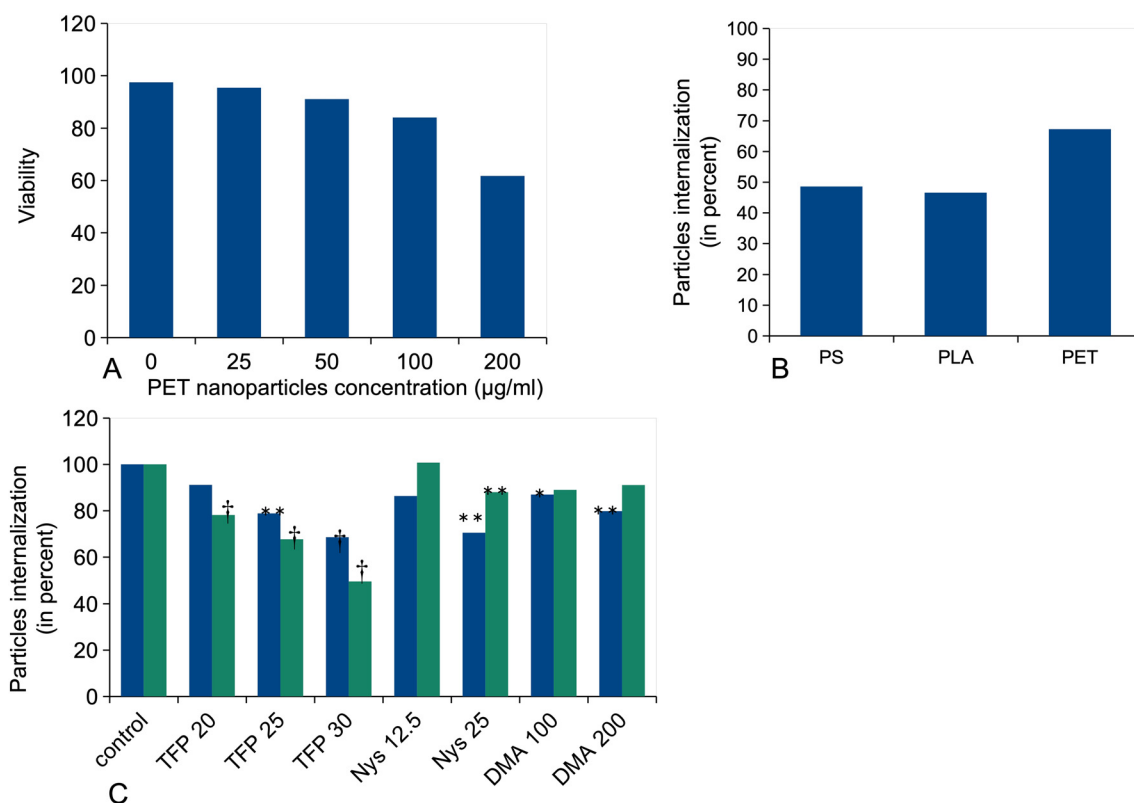 120
100
80
60
40
20
0
Viability
0 25 50 100 200
A
PET nanoparticles concentration (µg/ml)
100
90
80
70
60
50
40
30
20
10
0
Particles internalization
(in percent)
PS PLA PET
B
120
100
80
60
40
20
0
Particles internalization
(in percent)
‡ ** ‡ † † ** ** * **
control TFP 20 TFP 25 TFP 30 Nys 12.5 Nys 25 DMA 100 DMA 200
C